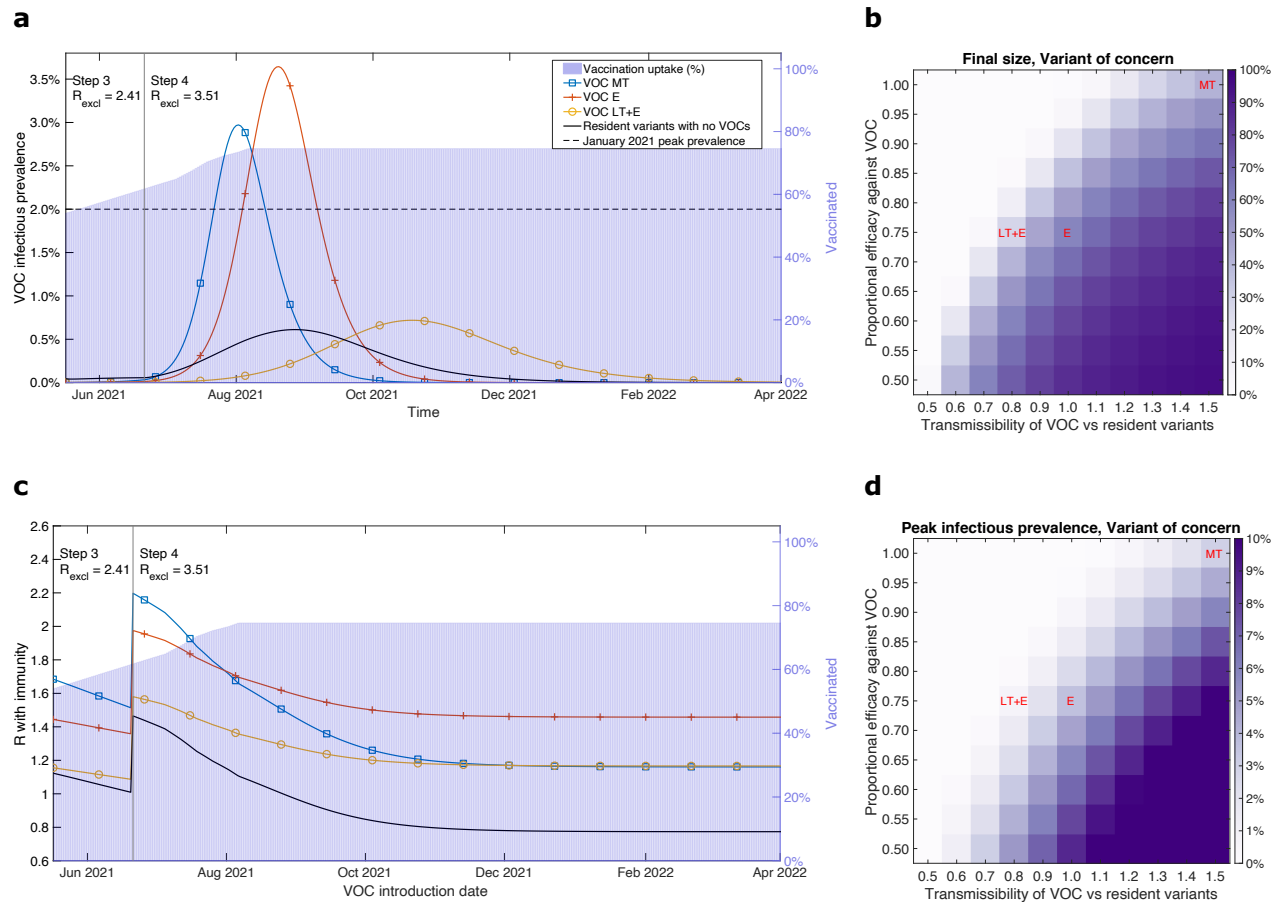 a
Step 3
R_excl = 2.41
Step 4
R_excl = 3.51
Vaccination uptake (%)
VOC MT
VOC E
VOC LT+E
Resident variants with no VOCs
January 2021 peak prevalence
VOC infectious prevalence
3.5%
3.0%
2.5%
2.0%
1.5%
1.0%
0.5%
0.0%
100%
80%
60%
40%
20%
0%
Vaccinated
Jun 2021 Aug 2021 Oct 2021 Dec 2021 Feb 2022 Apr 2022
Time
b
Final size, Variant of concern
Proportional efficacy against VOC
1.00
0.95
0.90
0.85
0.80
0.75
0.70
0.65
0.60
0.55
0.50
MT
LT+E E
100%
90%
80%
70%
60%
50%
40%
30%
20%
10%
0%
0.5 0.6 0.7 0.8 0.9 1.0 1.1 1.2 1.3 1.4 1.5
Transmissibility of VOC vs resident variants
c
Step 3
R_excl = 2.41
Step 4
R_excl = 3.51
R with immunity
2.6
2.4
2.2
2
1.8
1.6
1.4
1.2
1
0.8
0.6
100%
80%
60%
40%
20%
0%
Vaccinated
Jun 2021 Aug 2021 Oct 2021 Dec 2021 Feb 2022 Apr 2022
VOC introduction date
d
Peak infectious prevalence, Variant of concern
Proportional efficacy against VOC
1.00
0.95
0.90
0.85
0.80
0.75
0.70
0.65
0.60
0.55
0.50
MT
LT+E E
10%
9%
8%
7%
6%
5%
4%
3%
2%
1%
0%
0.5 0.6 0.7 0.8 0.9 1.0 1.1 1.2 1.3 1.4 1.5
Transmissibility of VOC vs resident variants